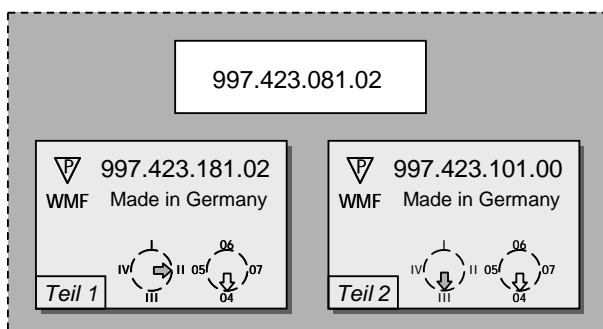 997.423.081.02
P 997.423.181.02
WMF Made in Germany
I 06
IV II 05 07
III 04
Teil 1
P 997.423.101.00
WMF Made in Germany
I 06
IV II 05 07
III 04
Teil 2